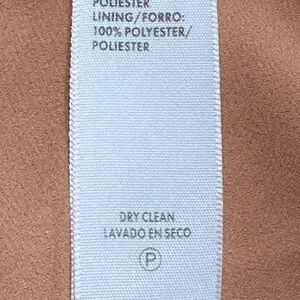 POLIESTER
LINING/FORRO:
100% POLYESTER/
POLIESTER
DRY CLEAN
LAVADO EN SECO
P